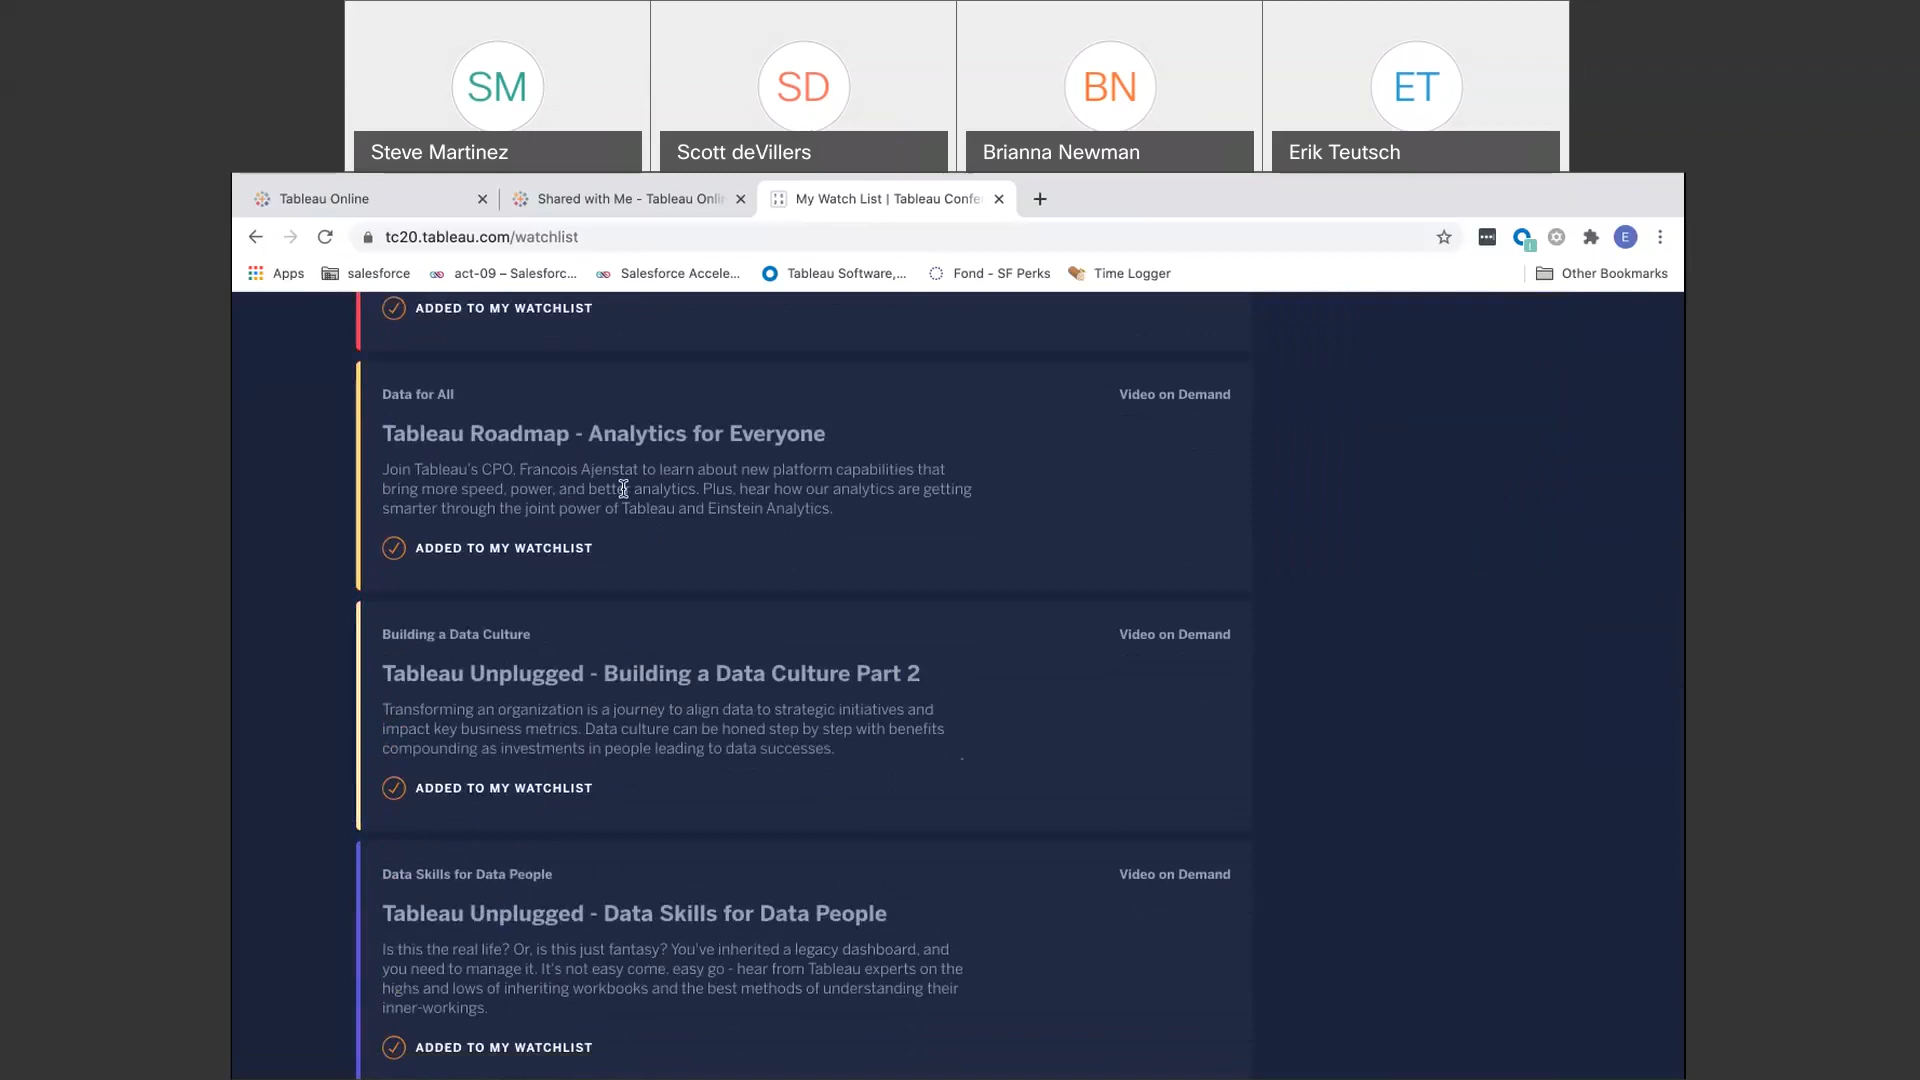 SM
SD
BN
ET
Steve Martinez
Scott deVillers
Brianna Newman
Erik Teutsch
Tableau Online
Shared with Me - Tableau Onli
My Watch List | Tableau Confe
tc20.tableau.com/watchlist
E
Apps
salesforce
act-09 – Salesforc...
Salesforce Accele...
Tableau Software,...
Fond - SF Perks
Time Logger
Other Bookmarks
ADDED TO MY WATCHLIST
Data for All
Video on Demand
Tableau Roadmap - Analytics for Everyone
Join Tableau's CPO, Francois Ajenstat to learn about new platform capabilities that
bring more speed, power, and better analytics. Plus, hear how our analytics are getting
smarter through the joint power of Tableau and Einstein Analytics.
ADDED TO MY WATCHLIST
Building a Data Culture
Video on Demand
Tableau Unplugged - Building a Data Culture Part 2
Transforming an organization is a journey to align data to strategic initiatives and
impact key business metrics. Data culture can be honed step by step with benefits
compounding as investments in people leading to data successes.
ADDED TO MY WATCHLIST
Data Skills for Data People
Video on Demand
Tableau Unplugged - Data Skills for Data People
Is this the real life? Or, is this just fantasy? You've inherited a legacy dashboard, and
you need to manage it. It's not easy come, easy go - hear from Tableau experts on the
highs and lows of inheriting workbooks and the best methods of understanding their
inner-workings.
ADDED TO MY WATCHLIST